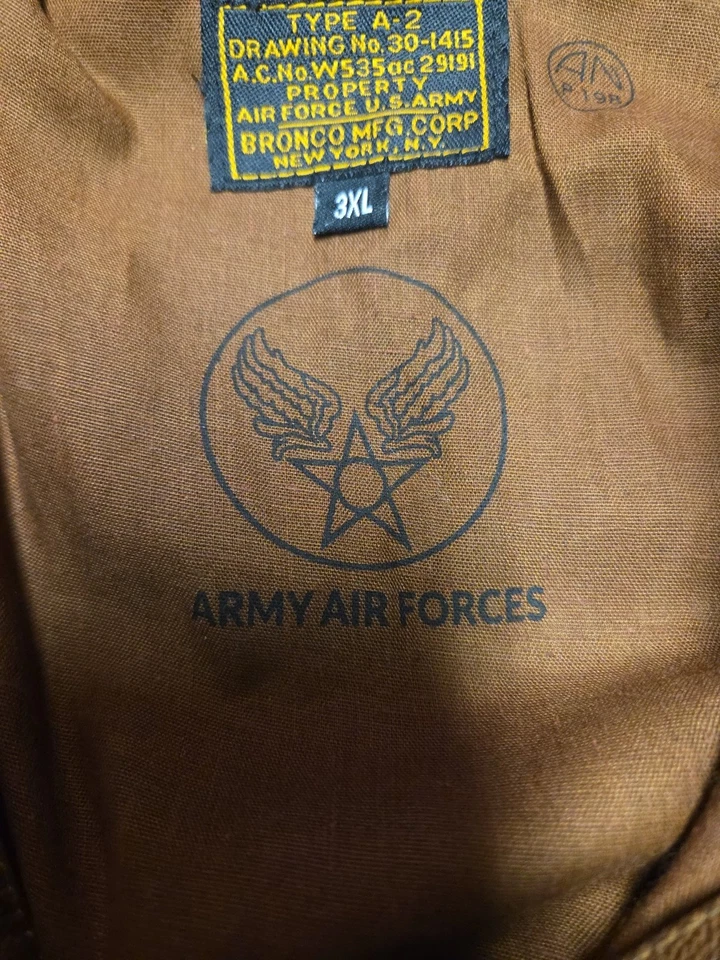 TYPE A-2
DRAWING No. 30-1415
A.C. No. W535ac 29191
PROPERTY
AIR FORCE U.S. ARMY
BRONCO MFG. CORP
NEW YORK, N.Y.
AN
3XL
ARMY AIR FORCES